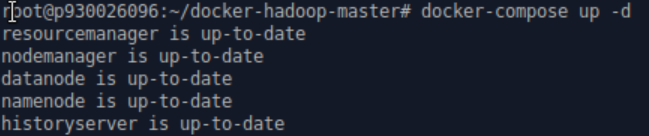 root@p930026096:~/docker-hadoop-master# docker-compose up -d
resourcemanager is up-to-date
nodemanager is up-to-date
datanode is up-to-date
namenode is up-to-date
historyserver is up-to-date